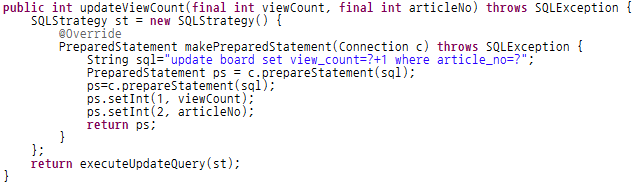 public int updateViewCount(final int viewCount, final int articleNo) throws SQLException {
    SQLStrategy st = new SQLStrategy() {
        @Override
        PreparedStatement makePreparedStatement(Connection c) throws SQLException {
            String sql="update board set view_count=?+1 where article_no=?";
            PreparedStatement ps = c.prepareStatement(sql);
            ps=c.prepareStatement(sql);
            ps.setInt(1, viewCount);
            ps.setInt(2, articleNo);
            return ps;
        }
    };
    return executeUpdateQuery(st);
}